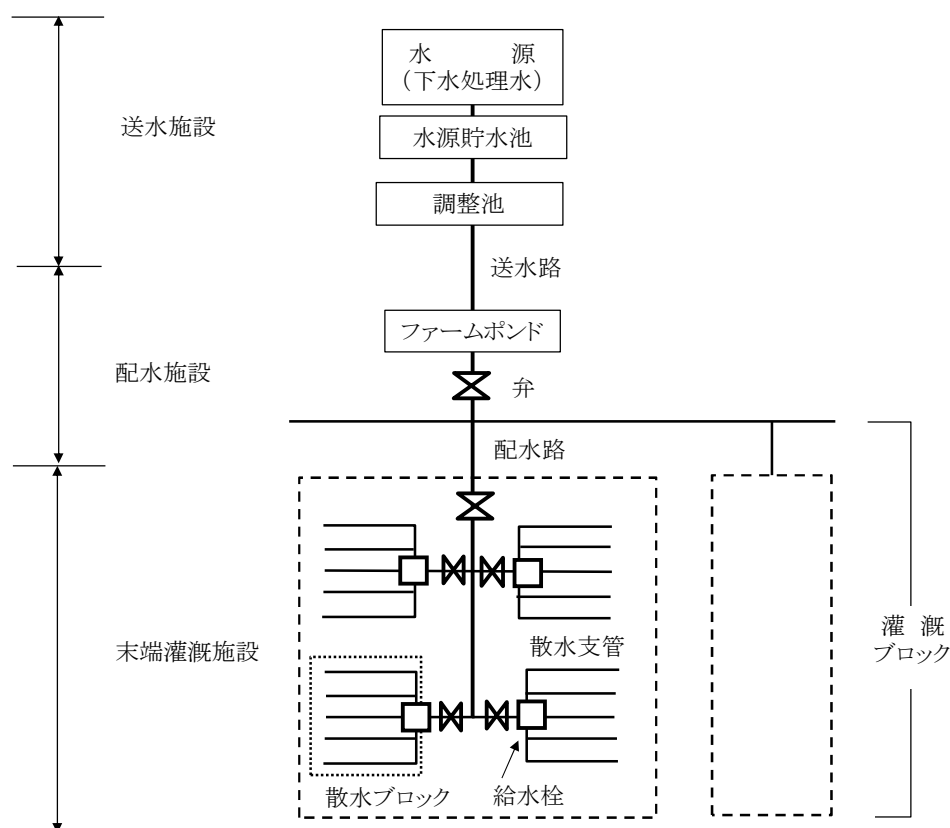 水　　源
（下水処理水）
送水施設
水源貯水池
調整池
送水路
ファームポンド
配水施設
弁
配水路
末端灌漑施設
散水支管
灌 漑
ブロック
散水ブロック
給水栓